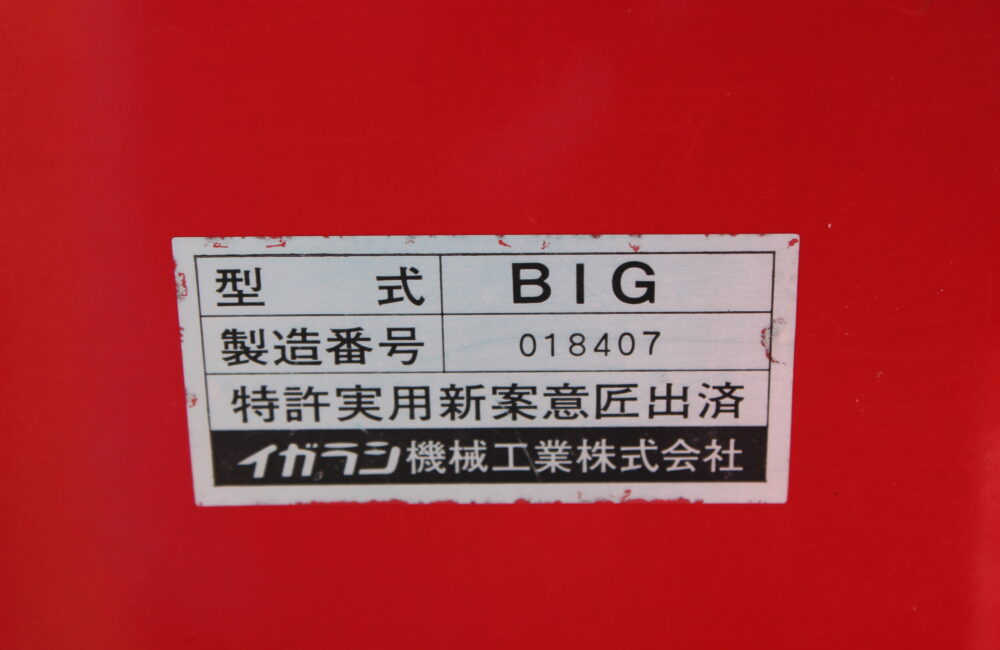 型式 BIG
製造番号 018407
特許実用新案意匠出済
イガラシ機械工業株式会社